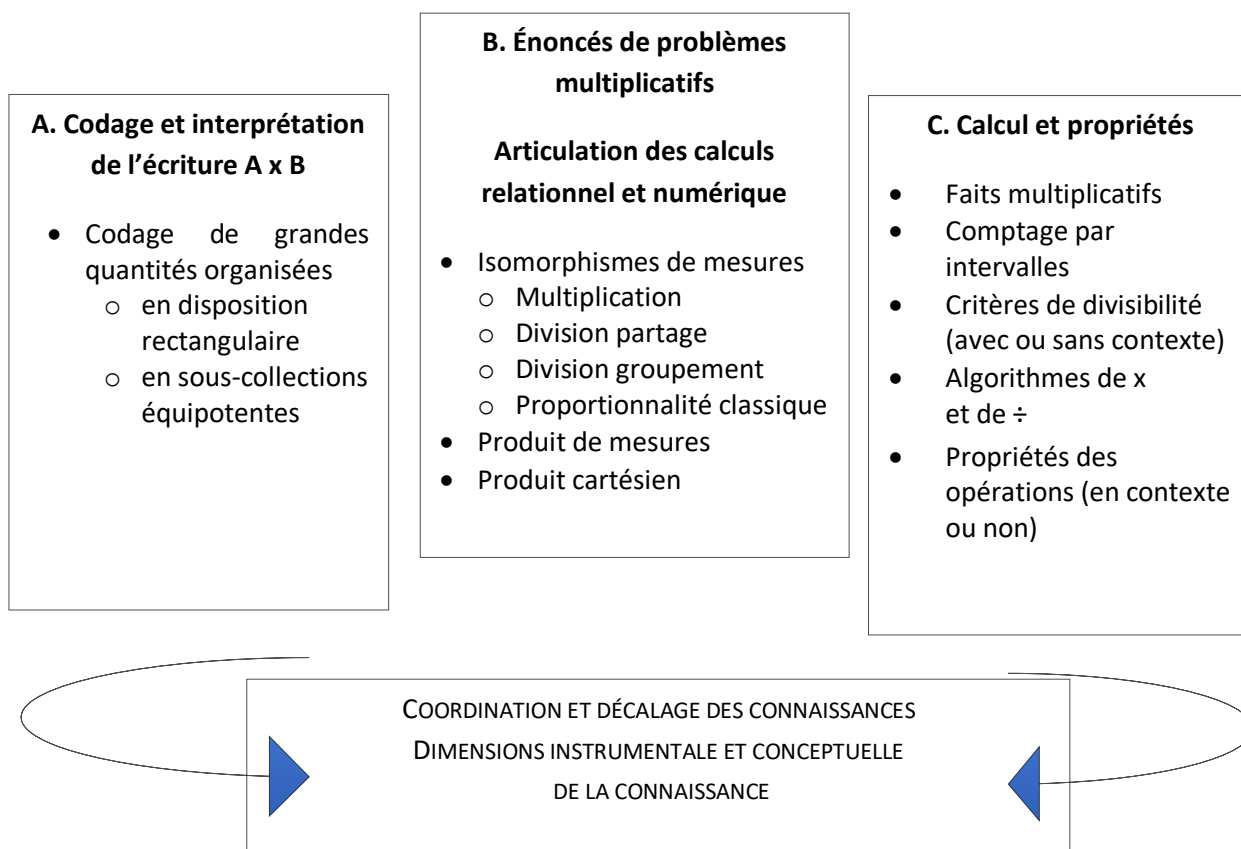 A. Codage et interprétation
de l'écriture A x B
• Codage de grandes
quantités organisées
o en disposition
rectangulaire
o en sous-collections
équipotentes
B. Énoncés de problèmes
multiplicatifs
Articulation des calculs
relationnel et numérique
• Isomorphismes de mesures
o Multiplication
o Division partage
o Division groupement
o Proportionnalité classique
• Produit de mesures
• Produit cartésien
C. Calcul et propriétés
• Faits multiplicatifs
• Comptage par
intervalles
• Critères de divisibilité
(avec ou sans contexte)
• Algorithmes de x
et de ÷
• Propriétés des
opérations (en contexte
ou non)
COORDINATION ET DÉCALAGE DES CONNAISSANCES
DIMENSIONS INSTRUMENTALE ET CONCEPTUELLE
DE LA CONNAISSANCE